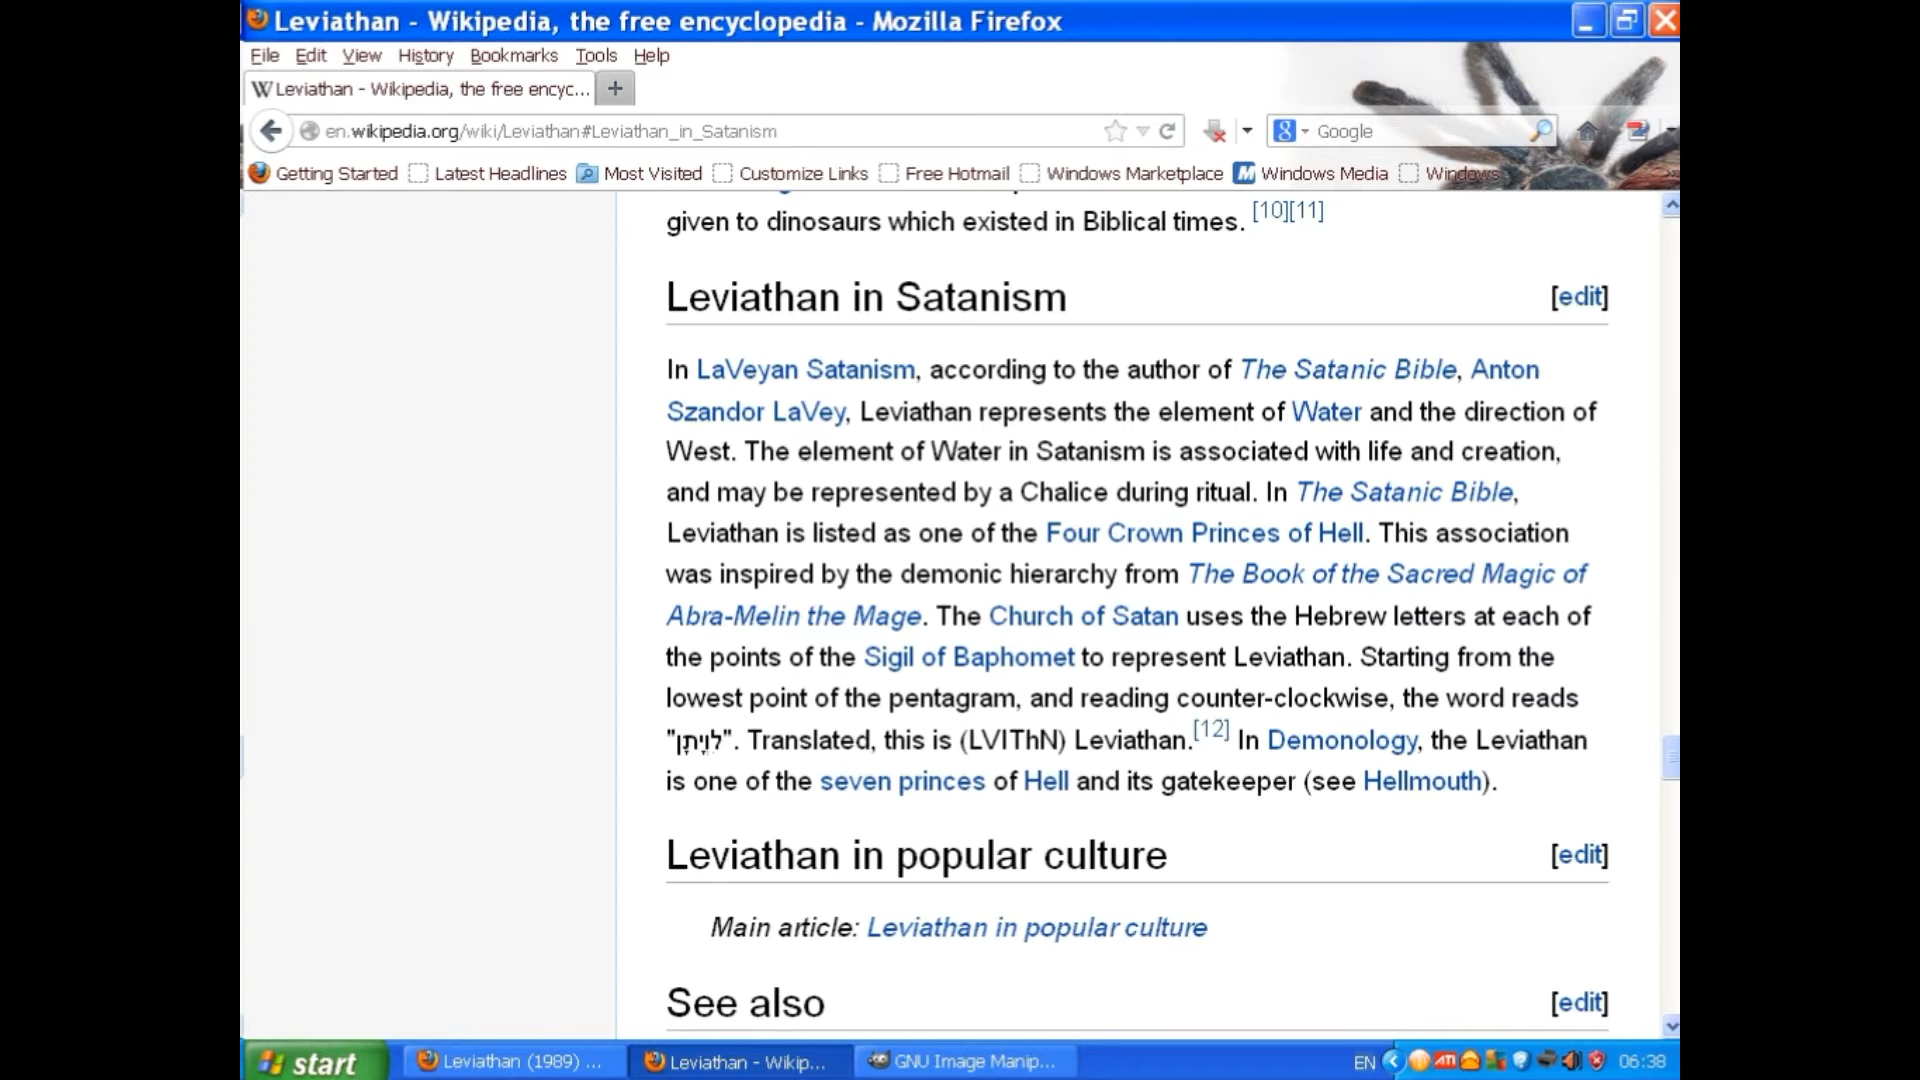 Leviathan - Wikipedia, the free encyclopedia - Mozilla Firefox
File Edit View History Bookmarks Tools Help
Leviathan - Wikipedia, the free encyc... +
en.wikipedia.org/wiki/Leviathan#Leviathan_in_Satanism Google
Getting Started Latest Headlines Most Visited Customize Links Free Hotmail Windows Marketplace Windows Media Windows
given to dinosaurs which existed in Biblical times. [10][11]
Leviathan in Satanism [edit]
In LaVeyan Satanism, according to the author of The Satanic Bible, Anton
Szandor LaVey, Leviathan represents the element of Water and the direction of
West. The element of Water in Satanism is associated with life and creation,
and may be represented by a Chalice during ritual. In The Satanic Bible,
Leviathan is listed as one of the Four Crown Princes of Hell. This association
was inspired by the demonic hierarchy from The Book of the Sacred Magic of
Abra-Melin the Mage. The Church of Satan uses the Hebrew letters at each of
the points of the Sigil of Baphomet to represent Leviathan. Starting from the
lowest point of the pentagram, and reading counter-clockwise, the word reads
"לִוְיָתָן". Translated, this is (LVIThN) Leviathan.[12] In Demonology, the Leviathan
is one of the seven princes of Hell and its gatekeeper (see Hellmouth).
Leviathan in popular culture [edit]
Main article: Leviathan in popular culture
See also [edit]
start Leviathan (1989) ... Leviathan - Wikip... GNU Image Manip... EN 06:38